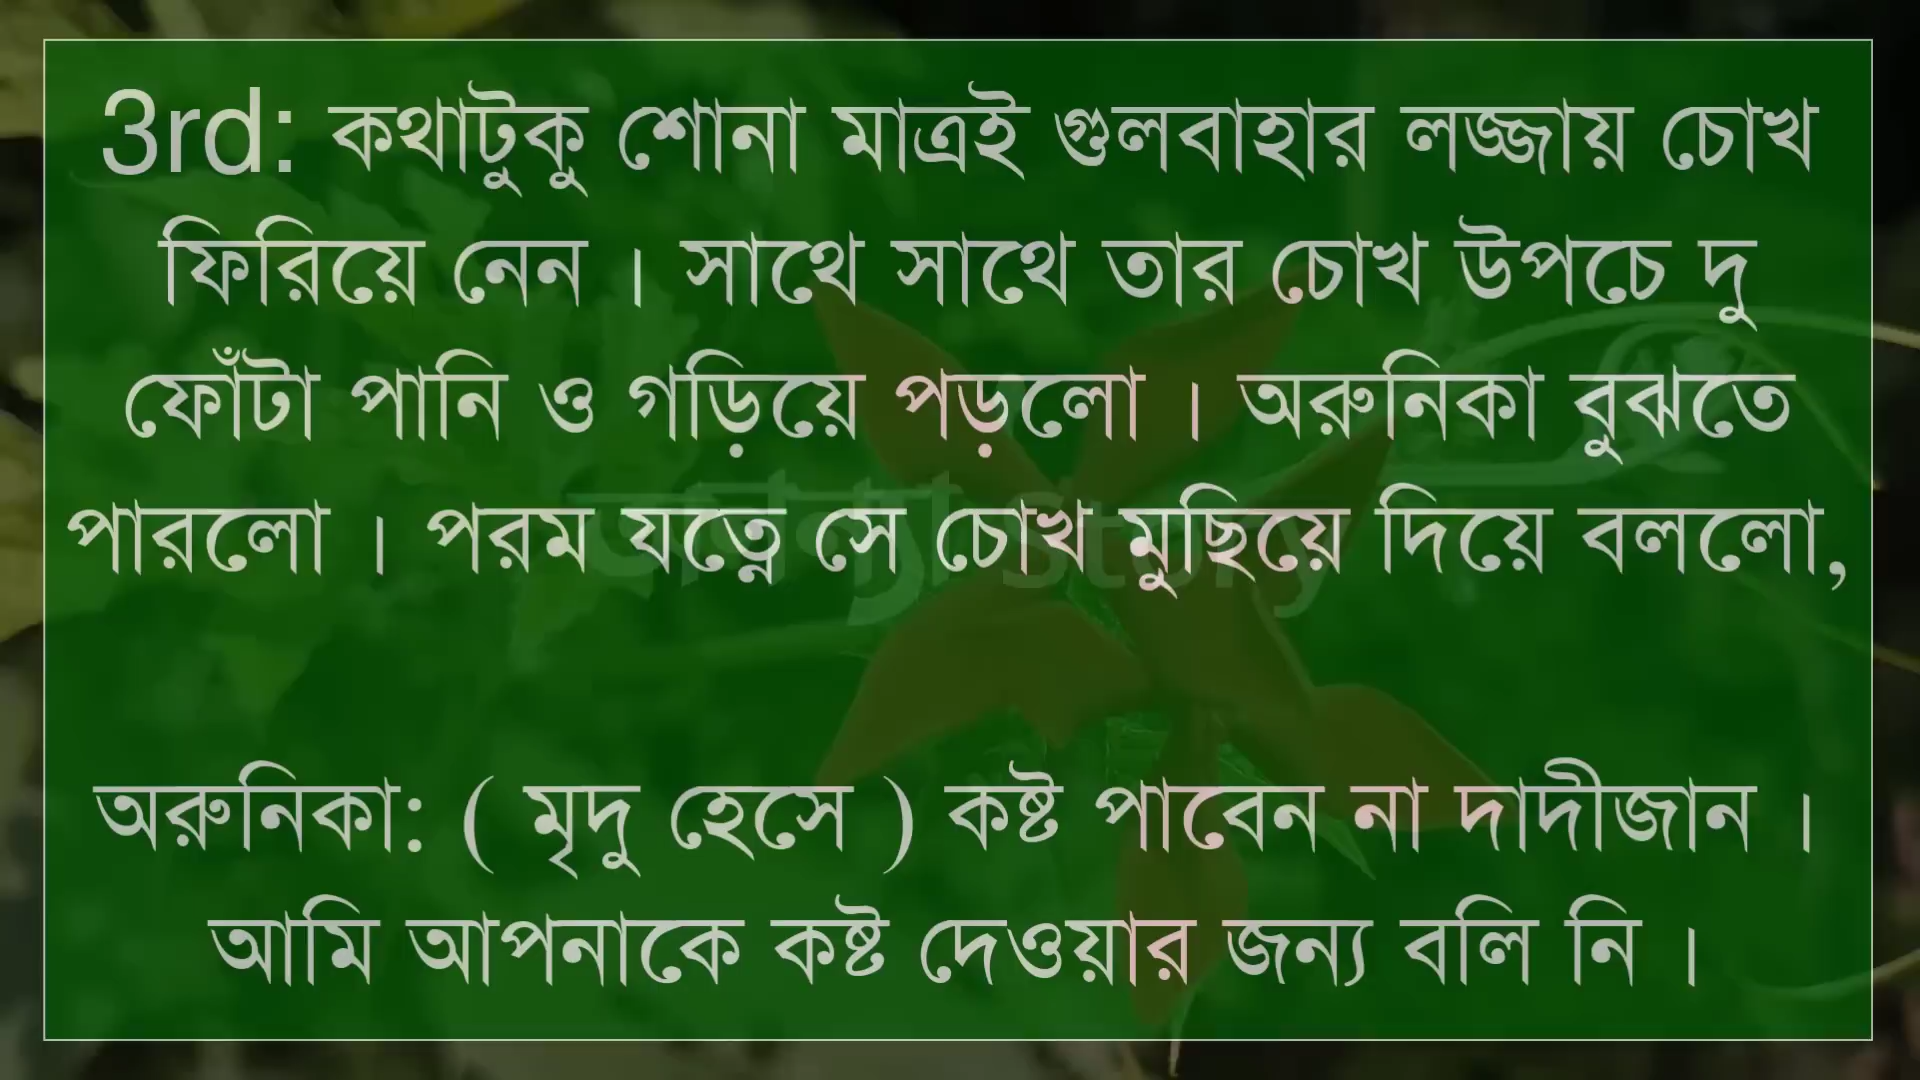 3rd: কথাটুকু শোনা মাত্রই গুলবাহার লজ্জায় চোখ
ফিরিয়ে নেন । সাথে সাথে তার চোখ উপচে দু
ফোঁটা পানি ও গড়িয়ে পড়লো । অরুনিকা বুঝতে
পারলো । পরম যত্নে সে চোখ মুছিয়ে দিয়ে বললো,
অরুনিকা: ( মৃদু হেসে ) কষ্ট পাবেন না দাদীজান ।
আমি আপনাকে কষ্ট দেওয়ার জন্য বলি নি ।
Story